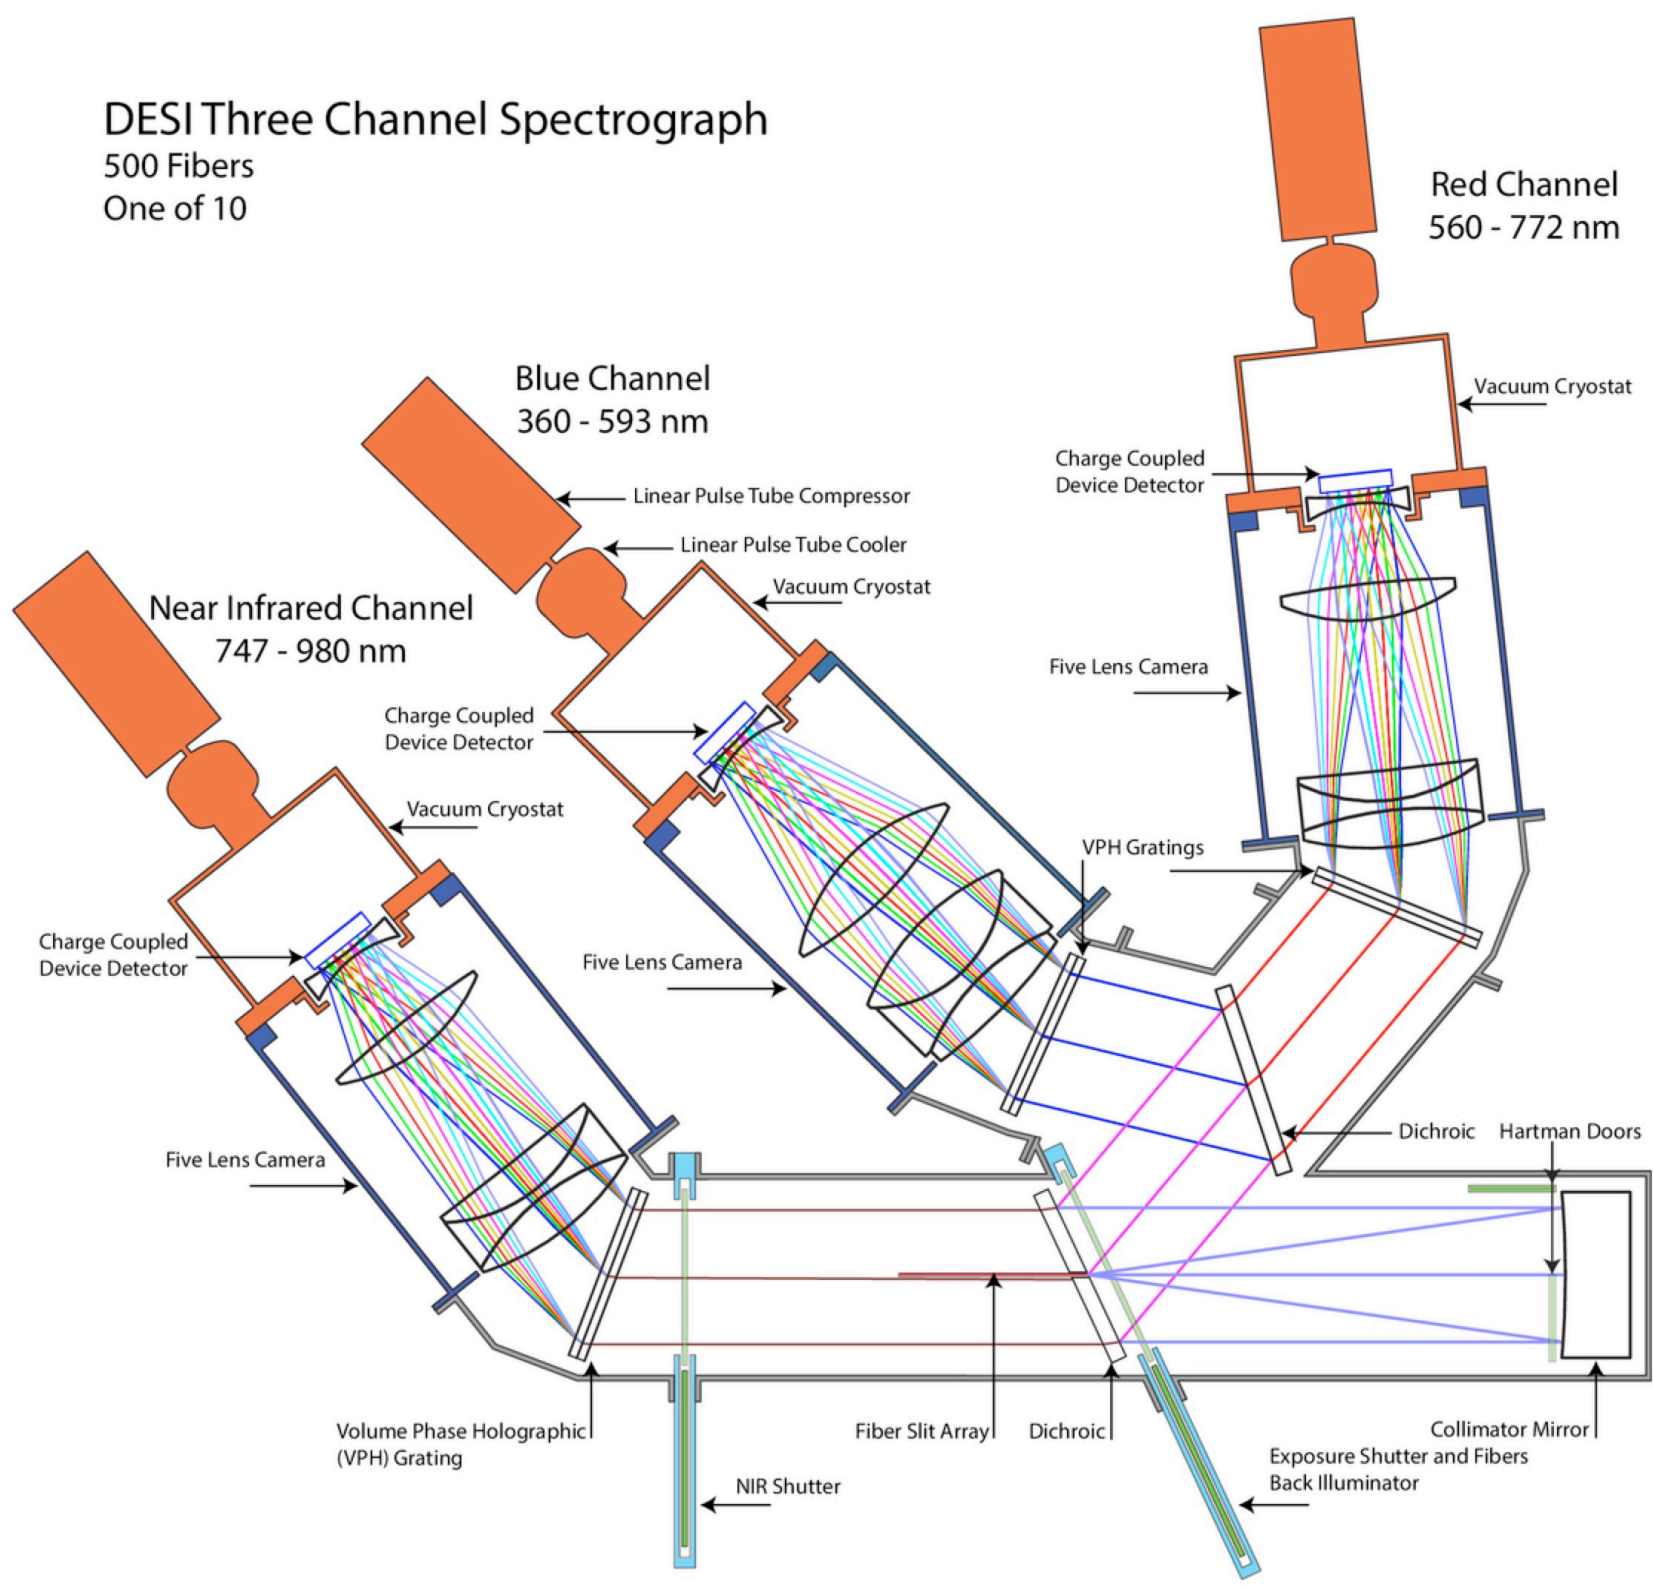 DESI Three Channel Spectrograph
500 Fibers
One of 10
Red Channel
560 - 772 nm
Vacuum Cryostat
Charge Coupled
Device Detector
Five Lens Camera
VPH Gratings
Blue Channel
360 - 593 nm
Linear Pulse Tube Compressor
Linear Pulse Tube Cooler
Vacuum Cryostat
Charge Coupled
Device Detector
Five Lens Camera
Near Infrared Channel
747 - 980 nm
Vacuum Cryostat
Charge Coupled
Device Detector
Five Lens Camera
Dichroic
Hartman Doors
Volume Phase Holographic
(VPH) Grating
NIR Shutter
Fiber Slit Array
Dichroic
Collimator Mirror
Exposure Shutter and Fibers
Back Illuminator